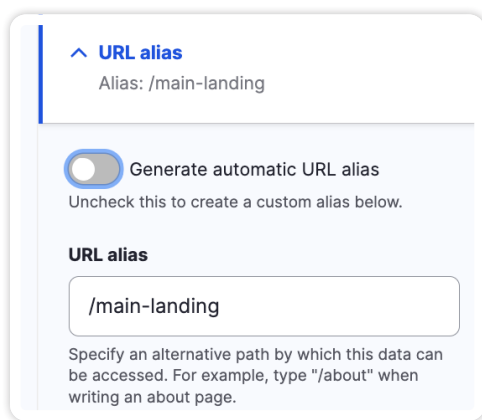 URL alias
Alias: /main-landing
Generate automatic URL alias
Uncheck this to create a custom alias below.
URL alias
/main-landing
Specify an alternative path by which this data can
be accessed. For example, type "/about" when
writing an about page.